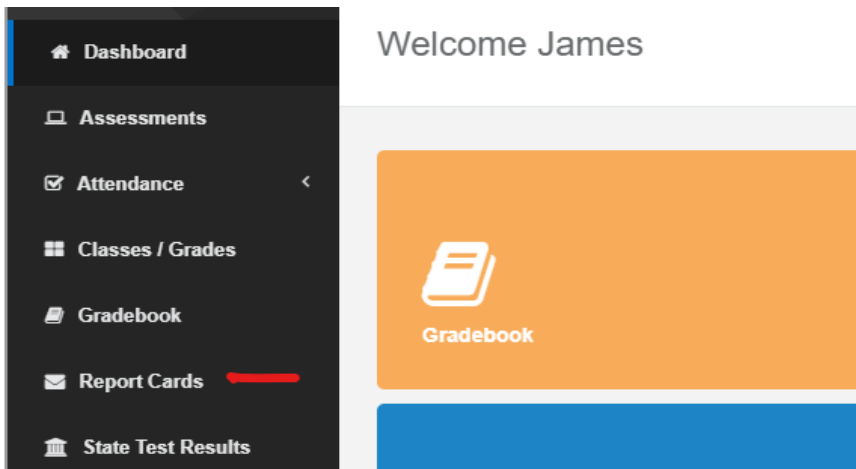 Dashboard
Assessments
Attendance
Classes / Grades
Gradebook
Report Cards
State Test Results
Welcome James
Gradebook